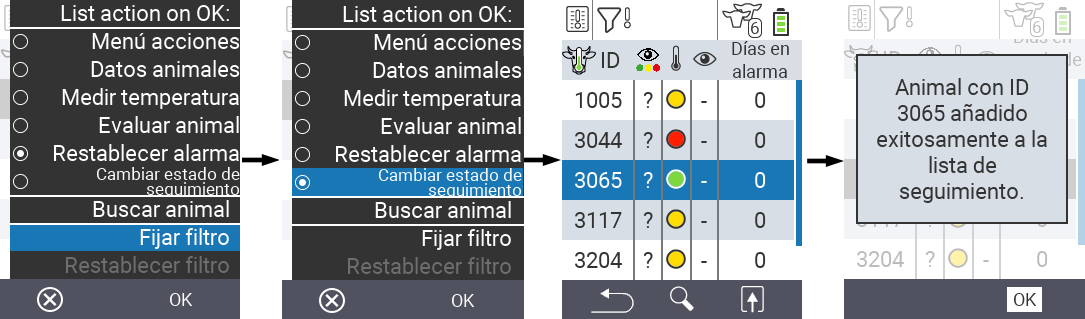 List action on OK:
Menú acciones
Datos animales
Medir temperatura
Evaluar animal
Restablecer alarma
Cambiar estado de
seguimiento
Buscar animal
Fijar filtro
Restablecer filtro
OK
List action on OK:
Menú acciones
Datos animales
Medir temperatura
Evaluar animal
Restablecer alarma
Cambiar estado de
seguimiento
Buscar animal
Fijar filtro
Restablecer filtro
OK
6
ID Días en
alarma
1005 ? - 0
3044 ? - 0
3065 ? - 0
3117 ? - 0
3204 ? - 0
6
ID Días en
Animal con ID
3065 añadido
exitosamente a la
lista de
seguimiento.
3117 ? - 0
3204 ? - 0
OK